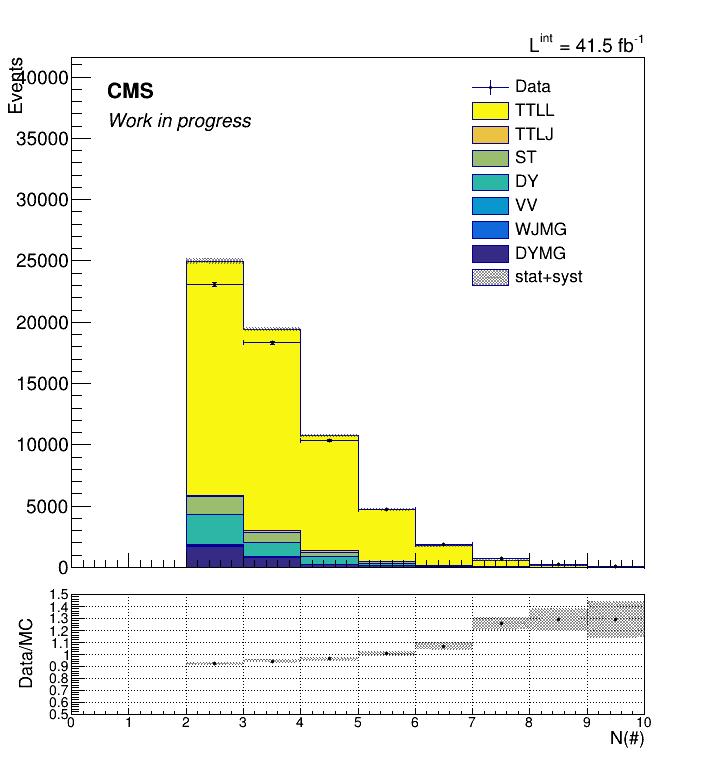 L^int = 41.5 fb^-1
Events
CMS
Work in progress
Data
TTLL
TTLJ
ST
DY
VV
WJMG
DYMG
stat+syst
40000
35000
30000
25000
20000
15000
10000
5000
0
Data/MC
1.5
1.4
1.3
1.2
1.1
1
0.9
0.8
0.7
0.6
0.5
0 1 2 3 4 5 6 7 8 9 10
N(#)